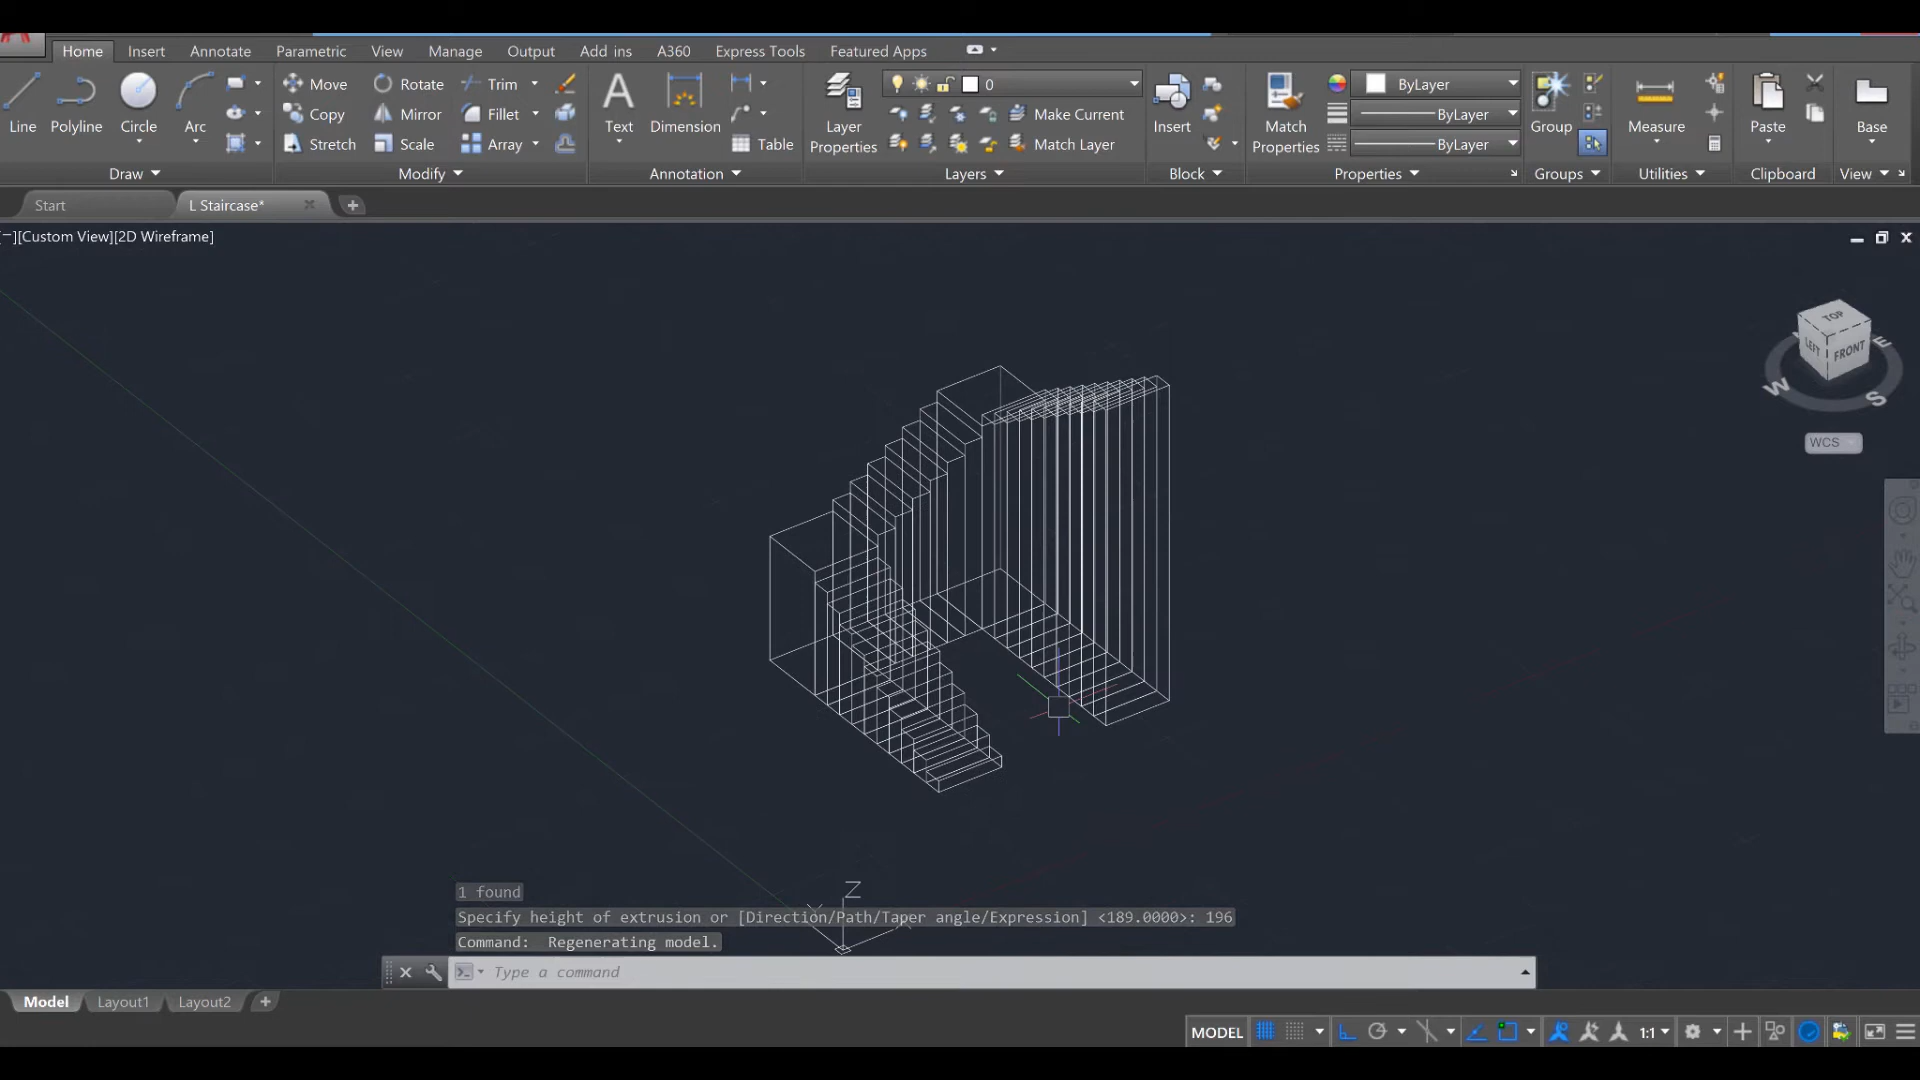 Home Insert Annotate Parametric View Manage Output Add ins A360 Express Tools Featured Apps
Line Polyline Circle Arc
Move Rotate Trim
Copy Mirror Fillet
Stretch Scale Array
Text Dimension Table
Layer Properties
0
Make Current
Match Layer
Insert
Match Properties
ByLayer
ByLayer
ByLayer
Group
Measure
Paste
Base
Draw Modify Annotation Layers Block Properties Groups Utilities Clipboard View
Start L Staircase*
[−][Custom View][2D Wireframe]
TOP
LEFT FRONT
W E
S
WCS
Z
1 found
Specify height of extrusion or [Direction/Path/Taper angle/Expression] <189.0000>: 196
Command: Regenerating model.
Type a command
Model Layout1 Layout2
MODEL 1:1